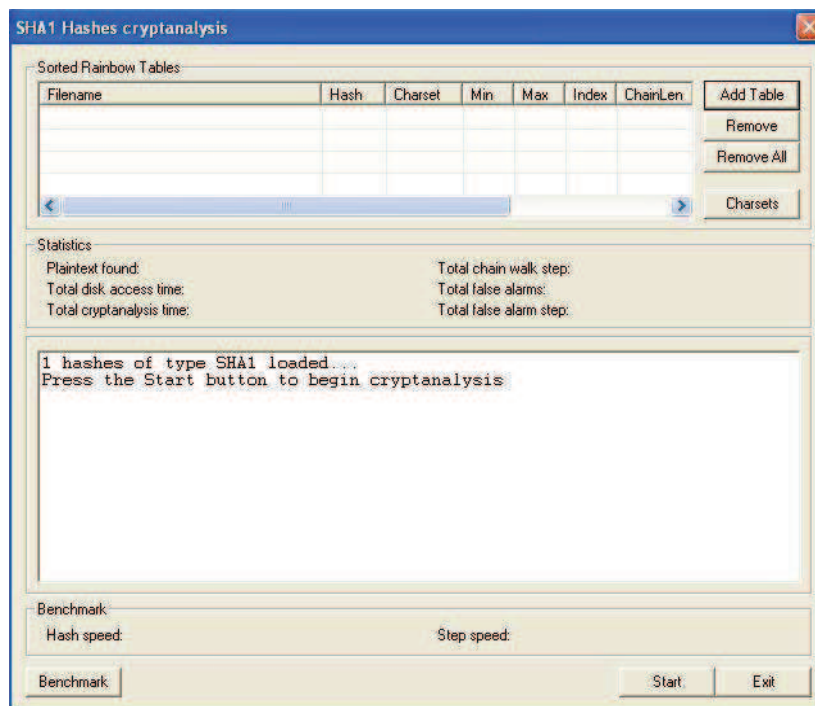 SHA1 Hashes cryptanalysis
Sorted Rainbow Tables
Filename Hash Charset Min Max Index ChainLen
Add Table
Remove
Remove All
Charsets
Statistics
Plaintext found: Total chain walk step:
Total disk access time: Total false alarms:
Total cryptanalysis time: Total false alarm step:
1 hashes of type SHA1 loaded...
Press the Start button to begin cryptanalysis
Benchmark
Hash speed: Step speed:
Benchmark Start Exit